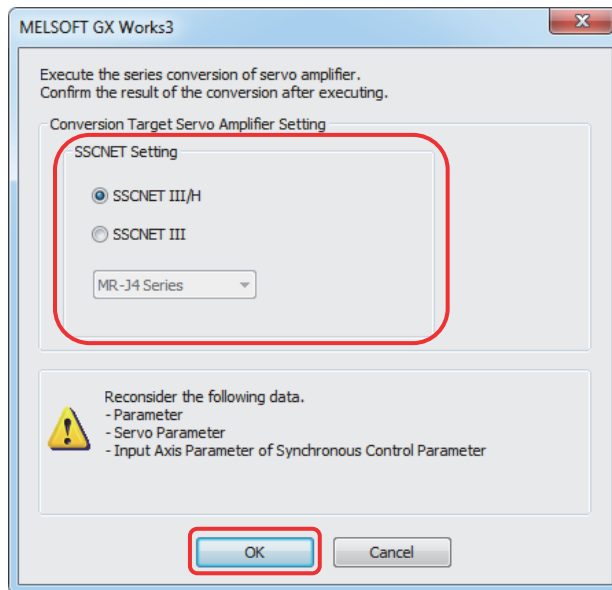 MELSOFT GX Works3
Execute the series conversion of servo amplifier.
Confirm the result of the conversion after executing.
Conversion Target Servo Amplifier Setting
SSCNET Setting
SSCNET III/H
SSCNET III
MR-J4 Series
Reconsider the following data.
- Parameter
- Servo Parameter
- Input Axis Parameter of Synchronous Control Parameter
OK
Cancel